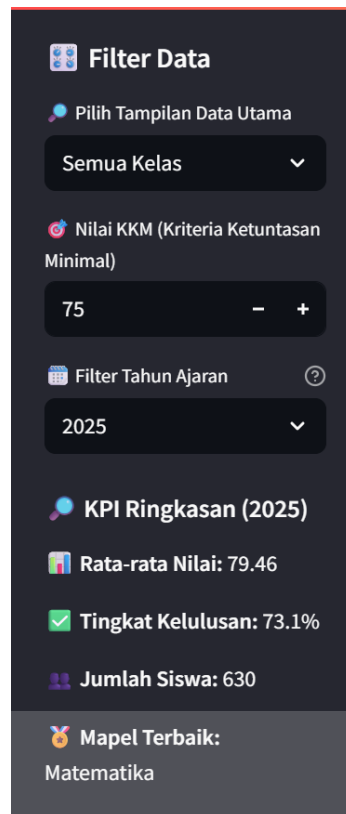 Filter Data
Pilih Tampilan Data Utama
Semua Kelas
Nilai KKM (Kriteria Ketuntasan
Minimal)
75 - +
Filter Tahun Ajaran ?
2025
KPI Ringkasan (2025)
Rata-rata Nilai: 79.46
Tingkat Kelulusan: 73.1%
Jumlah Siswa: 630
Mapel Terbaik:
Matematika